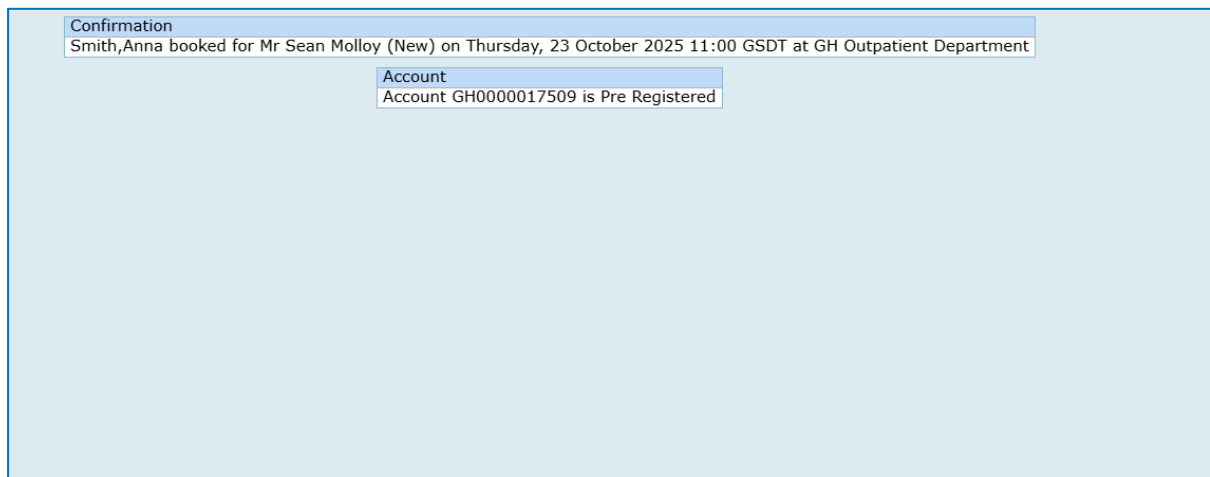 Confirmation
Smith,Anna booked for Mr Sean Molloy (New) on Thursday, 23 October 2025 11:00 GSDT at GH Outpatient Department
Account
Account GH0000017509 is Pre Registered